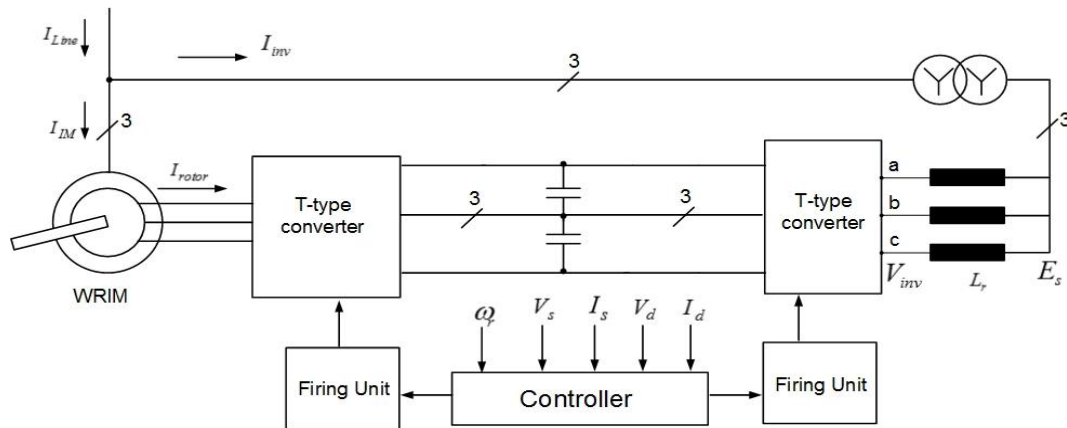 I_Line
I_inv
3
I_IM
3
3
I_rotor
T-type
converter
3
3
T-type
converter
a
b
c
V_inv
L_r
E_s
WRIM
ω_r
V_s
I_s
V_d
I_d
Firing Unit
Controller
Firing Unit